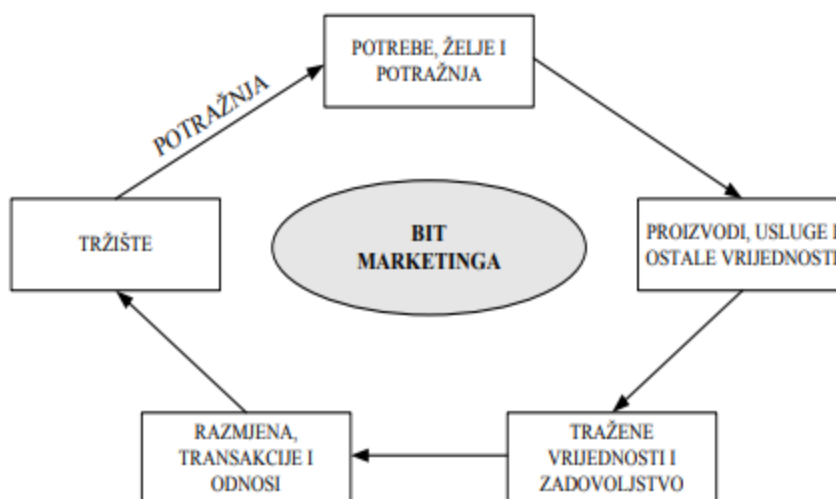 POTREBE, ŽELJE I
POTRAŽNJA
POTRAŽNJA
TRŽIŠTE
BIT
MARKETINGA
PROIZVODI, USLUGE I
OSTALE VRIJEDNOSTI
RAZMJENA,
TRANSAKCIJE I
ODNOSI
TRAŽENE
VRIJEDNOSTI I
ZADOVOLJSTVO